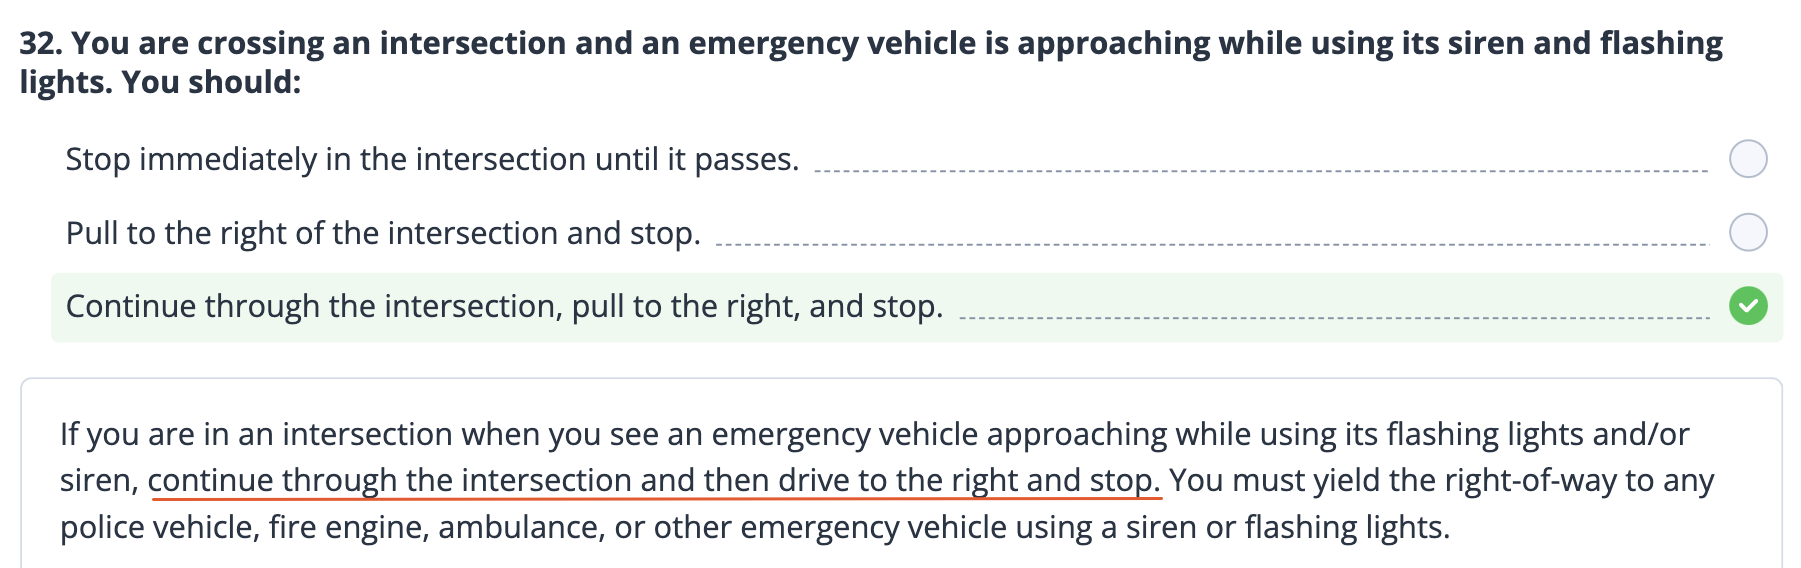 32. You are crossing an intersection and an emergency vehicle is approaching while using its siren and flashing
lights. You should:
Stop immediately in the intersection until it passes.
Pull to the right of the intersection and stop.
Continue through the intersection, pull to the right, and stop.
If you are in an intersection when you see an emergency vehicle approaching while using its flashing lights and/or
siren, continue through the intersection and then drive to the right and stop. You must yield the right-of-way to any
police vehicle, fire engine, ambulance, or other emergency vehicle using a siren or flashing lights.